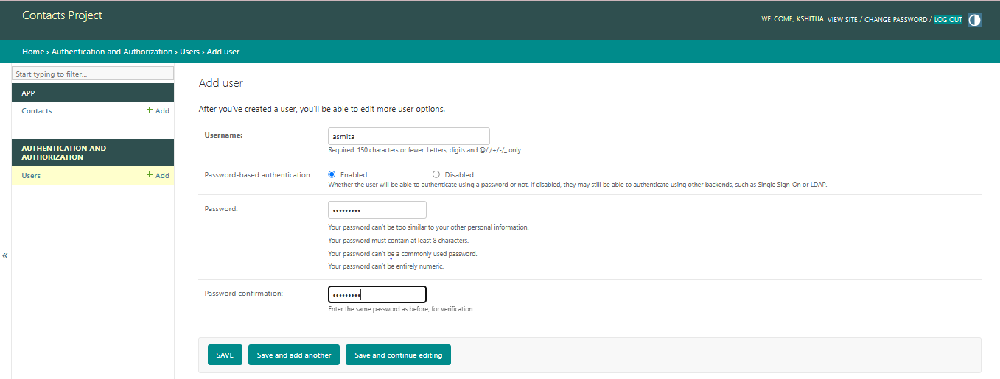 Contacts Project
WELCOME, KSHITIJA. VIEW SITE / CHANGE PASSWORD / LOG OUT
Home › Authentication and Authorization › Users › Add user
Start typing to filter...
APP
Contacts + Add
AUTHENTICATION AND
AUTHORIZATION
Users + Add
«
Add user
After you've created a user, you'll be able to edit more user options.
Username: asmita
Required. 150 characters or fewer. Letters, digits and @/./+/-/_ only.
Password-based authentication: Enabled Disabled
Whether the user will be able to authenticate using a password or not. If disabled, they may still be able to authenticate using other backends, such as Single Sign-On or LDAP.
Password: •••••••••
Your password can't be too similar to your other personal information.
Your password must contain at least 8 characters.
Your password can't be a commonly used password.
Your password can't be entirely numeric.
Password confirmation: •••••••••
Enter the same password as before, for verification.
SAVE Save and add another Save and continue editing